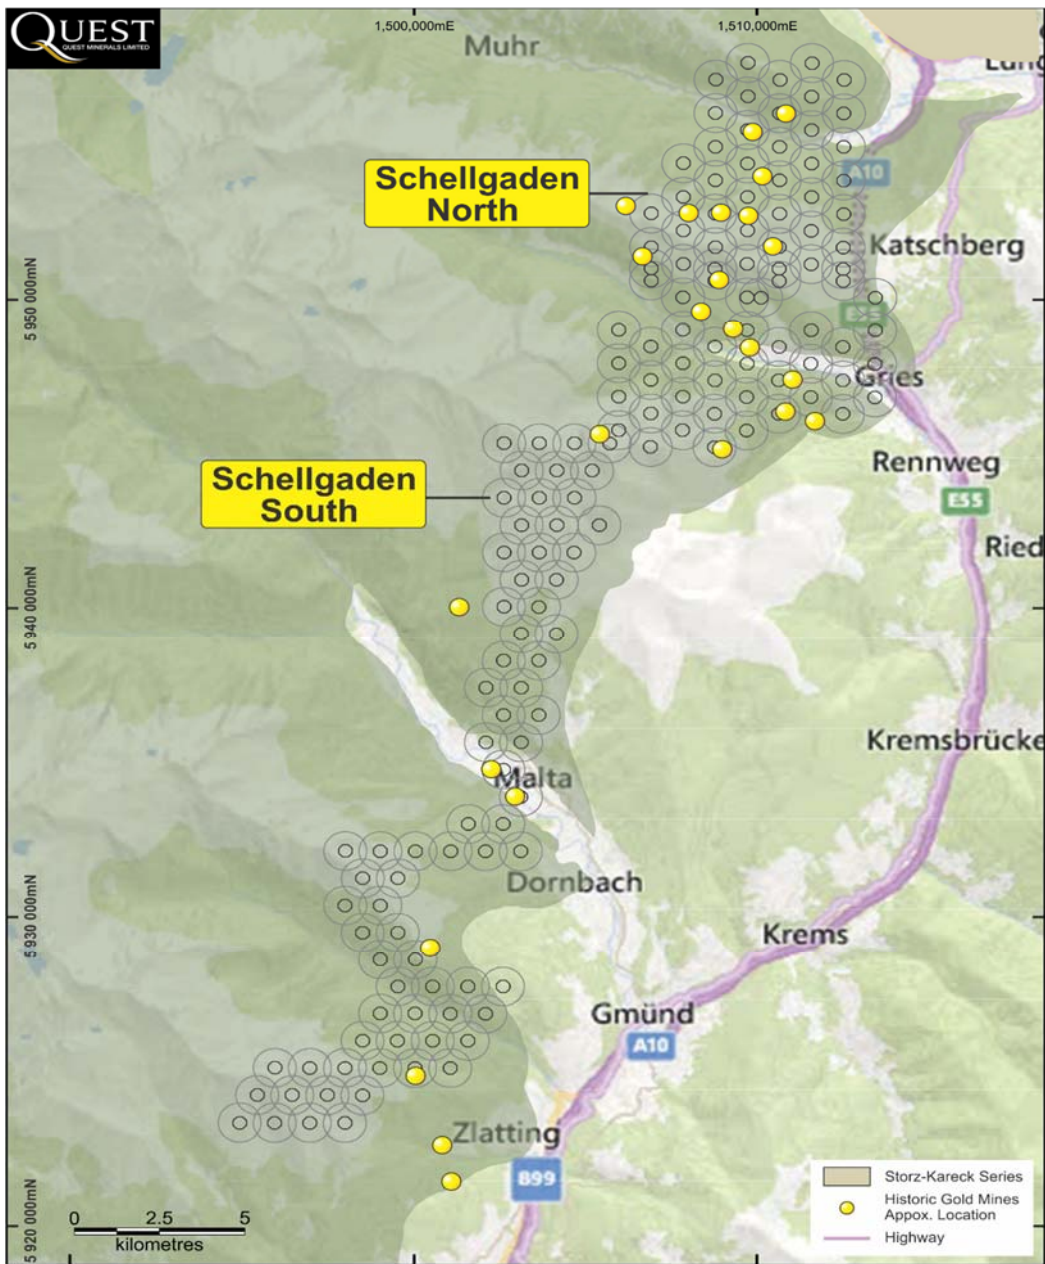 QUEST
QUEST MINERALS LIMITED
1,500,000mE
1,510,000mE
Muhr
Schellgaden
North
A10
Katschberg
5 950 000mN
Gries
Schellgaden
South
Rennweg
E55
Ried
5 940 000mN
Kremsbrücke
Malta
Dornbach
5 930 000mN
Krems
Gmünd
A10
Zlatting
B99
5 920 000mN
0 2.5 5
kilometres
Storz-Kareck Series
Historic Gold Mines
Appox. Location
Highway